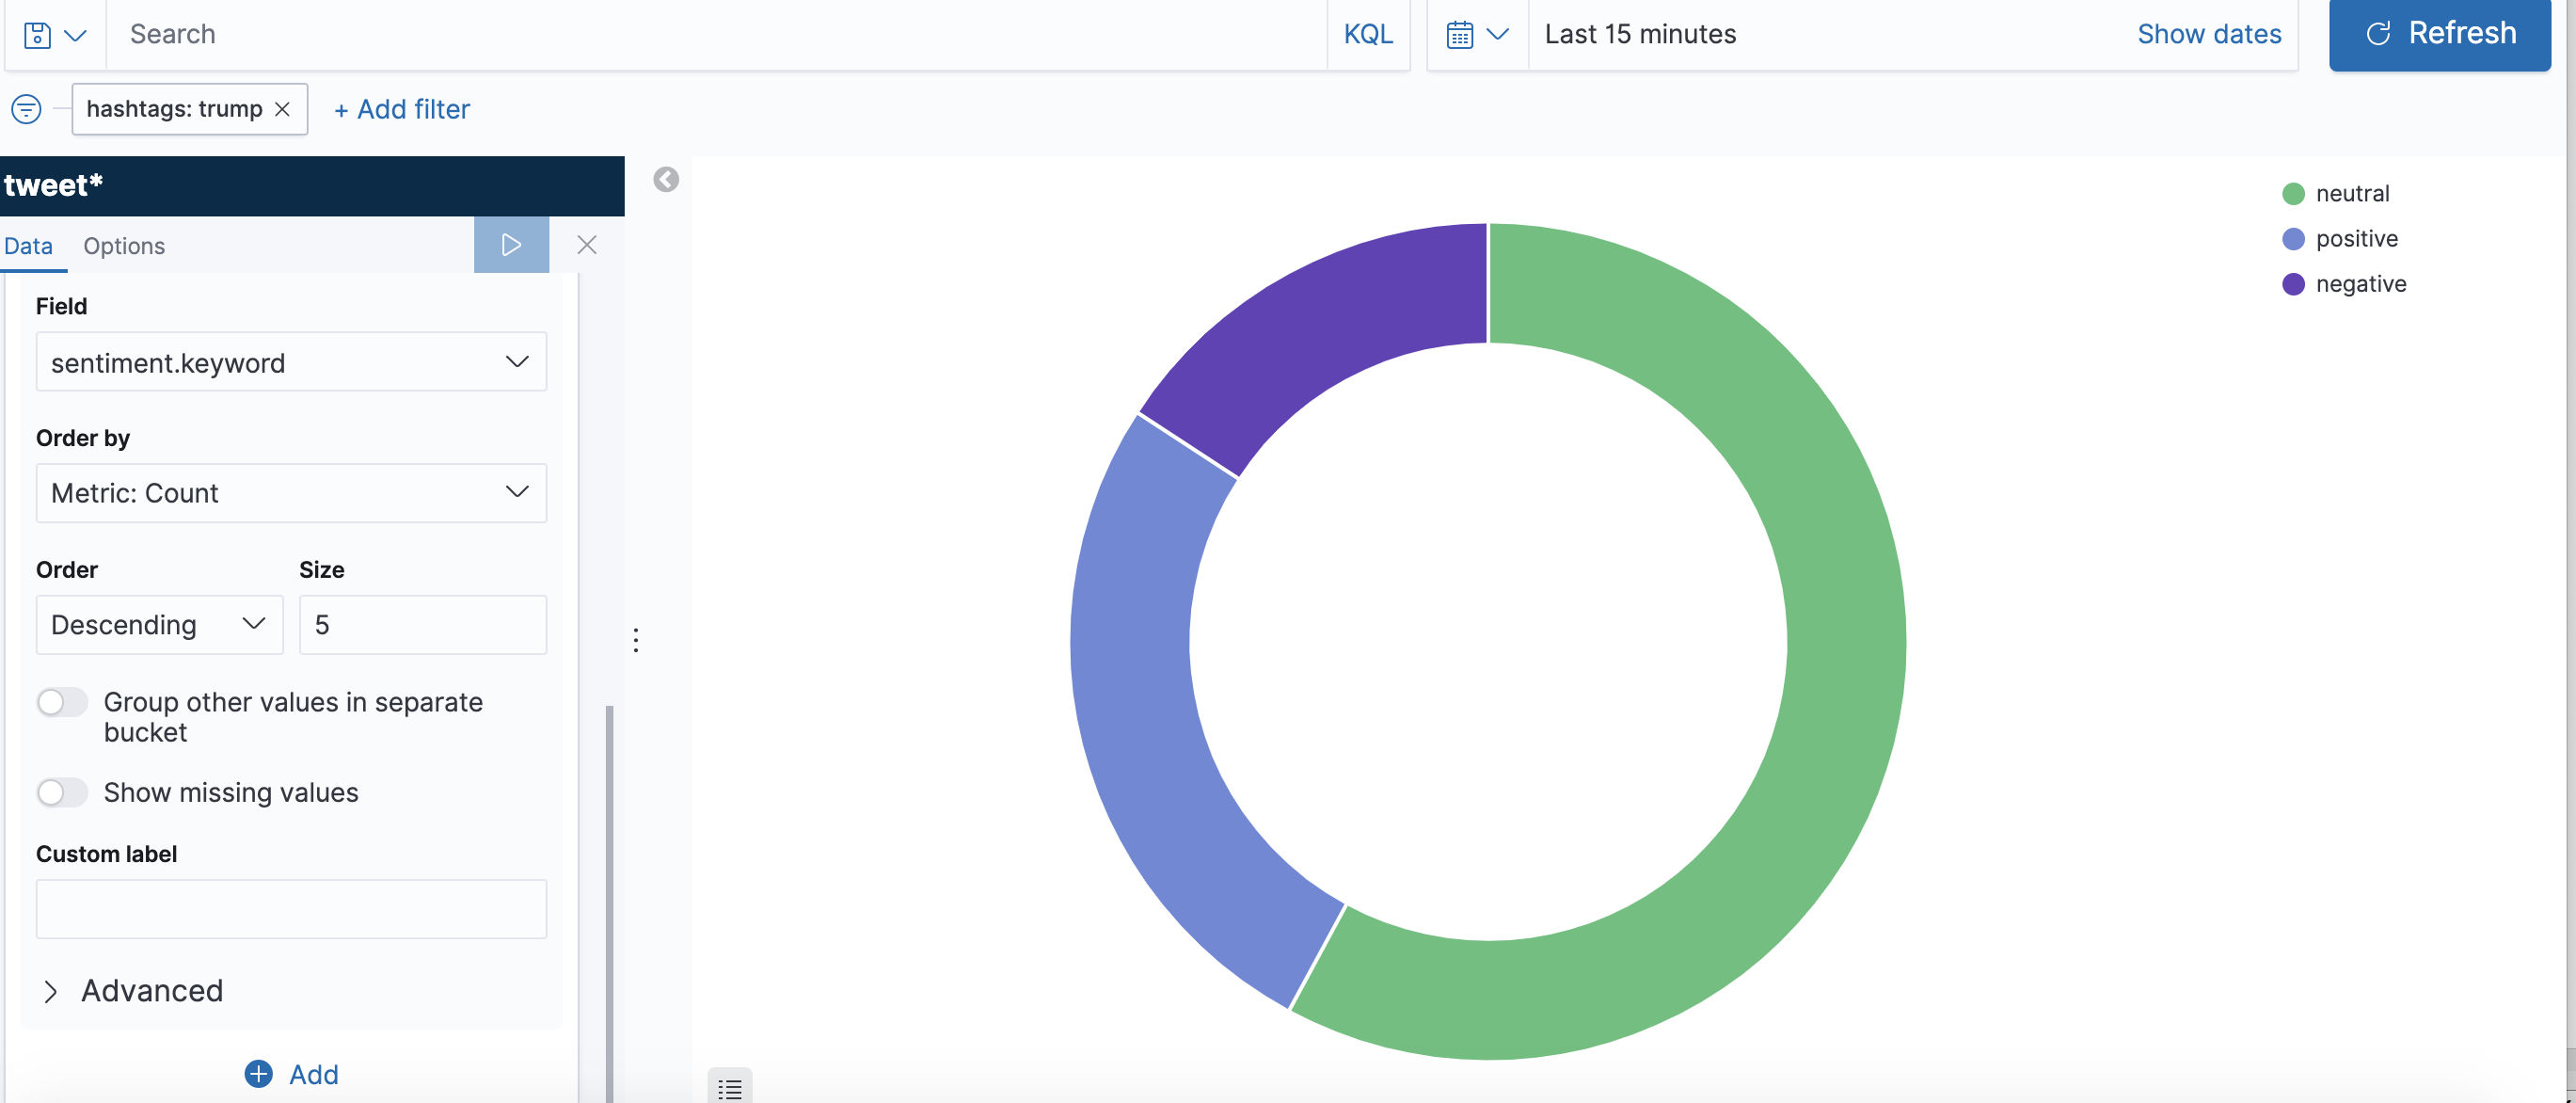 Search
KQL
Last 15 minutes
Show dates
Refresh
hashtags: trump
+ Add filter
tweet*
Data
Options
Field
sentiment.keyword
Order by
Metric: Count
Order
Size
Descending
5
Group other values in separate
bucket
Show missing values
Custom label
Advanced
Add
neutral
positive
negative